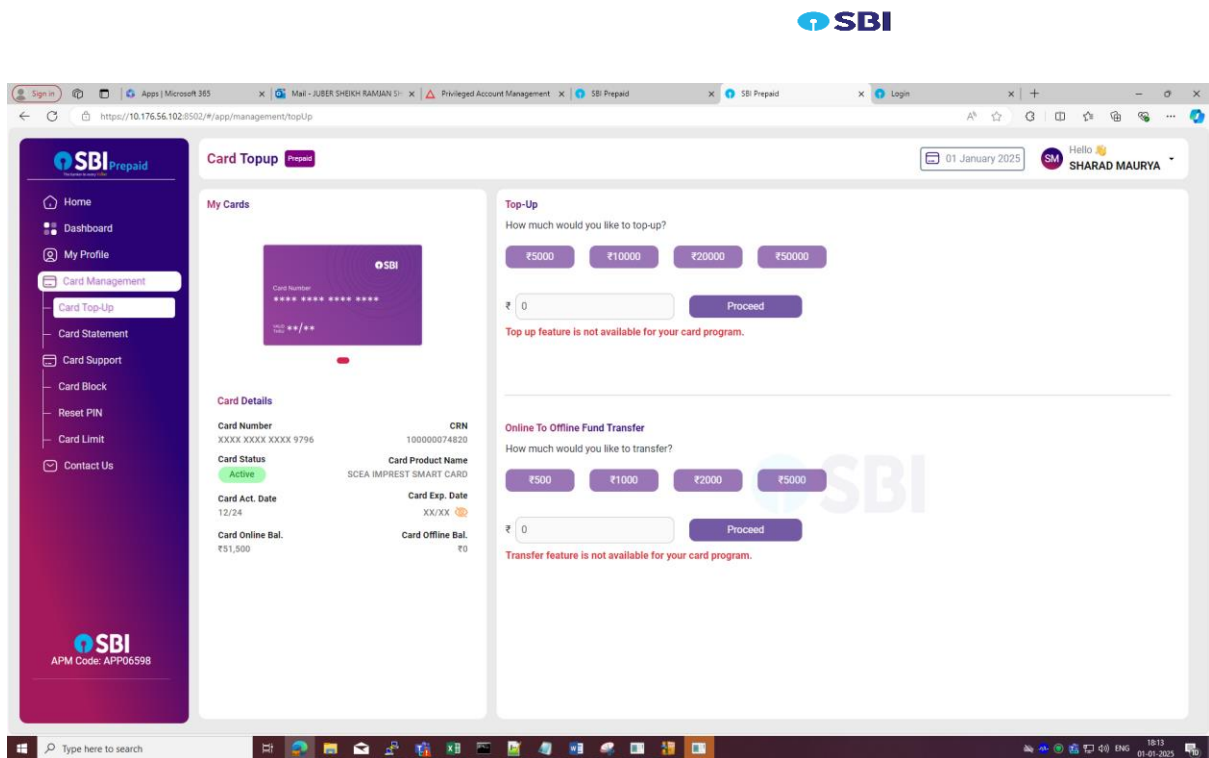 SBI
Sign in
Apps | Microsoft 365
Mail - JUBER SHEIKH RAMJAN SH
Privileged Account Management
SBI Prepaid
SBI Prepaid
Login
https://10.176.56.102:8502/#/app/management/topUp
SBI Prepaid
Card Topup Prepaid
01 January 2025
SM
Hello 👋
SHARAD MAURYA
Home
Dashboard
My Profile
Card Management
Card Top-Up
Card Statement
Card Support
Card Block
Reset PIN
Card Limit
Contact Us
SBI
APM Code: APP06598
My Cards
SBI
Card Number
**** **** **** ****
VALID THRU **/**
Card Details
Card Number CRN
XXXX XXXX XXXX 9796 100000074820
Card Status Card Product Name
Active SCEA IMPREST SMART CARD
Card Act. Date Card Exp. Date
12/24 XX/XX
Card Online Bal. Card Offline Bal.
₹51,500 ₹0
Top-Up
How much would you like to top-up?
₹5000 ₹10000 ₹20000 ₹50000
₹ 0 Proceed
Top up feature is not available for your card program.
Online To Offline Fund Transfer
How much would you like to transfer?
₹500 ₹1000 ₹2000 ₹5000
₹ 0 Proceed
Transfer feature is not available for your card program.
SBI
Type here to search
ENG
18:13
01-01-2025